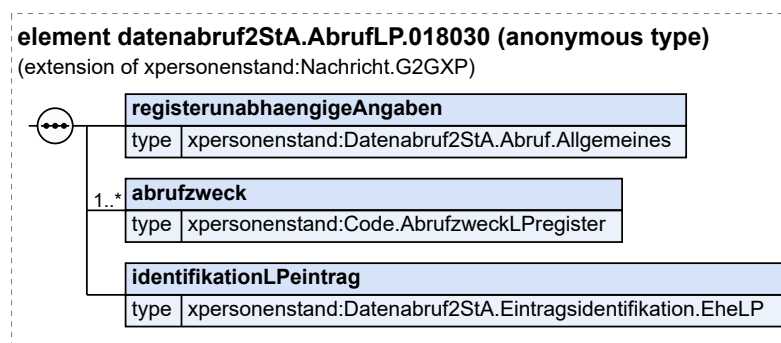 element datenabruf2StA.AbrufLP.018030 (anonymous type)
(extension of xpersonenstand:Nachricht.G2GXP)
registerunabhaengigeAngaben
type xpersonenstand:Datenabruf2StA.Abruf.Allgemeines
1..* abrufzweck
type xpersonenstand:Code.AbrufzweckLPregister
identifikationLPeintrag
type xpersonenstand:Datenabruf2StA.Eintragsidentifikation.EheLP